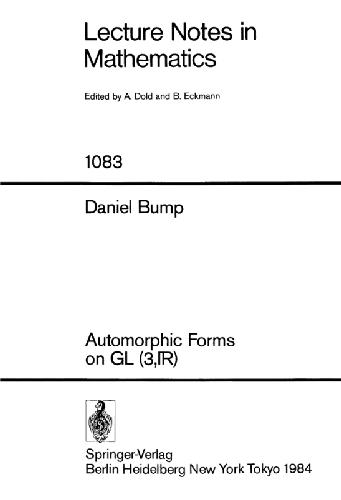 Lecture Notes in
Mathematics
Edited by A. Dold and B. Eckmann
1083
Daniel Bump
Automorphic Forms
on GL (3,ℝ)
Springer-Verlag
Berlin Heidelberg New York Tokyo 1984